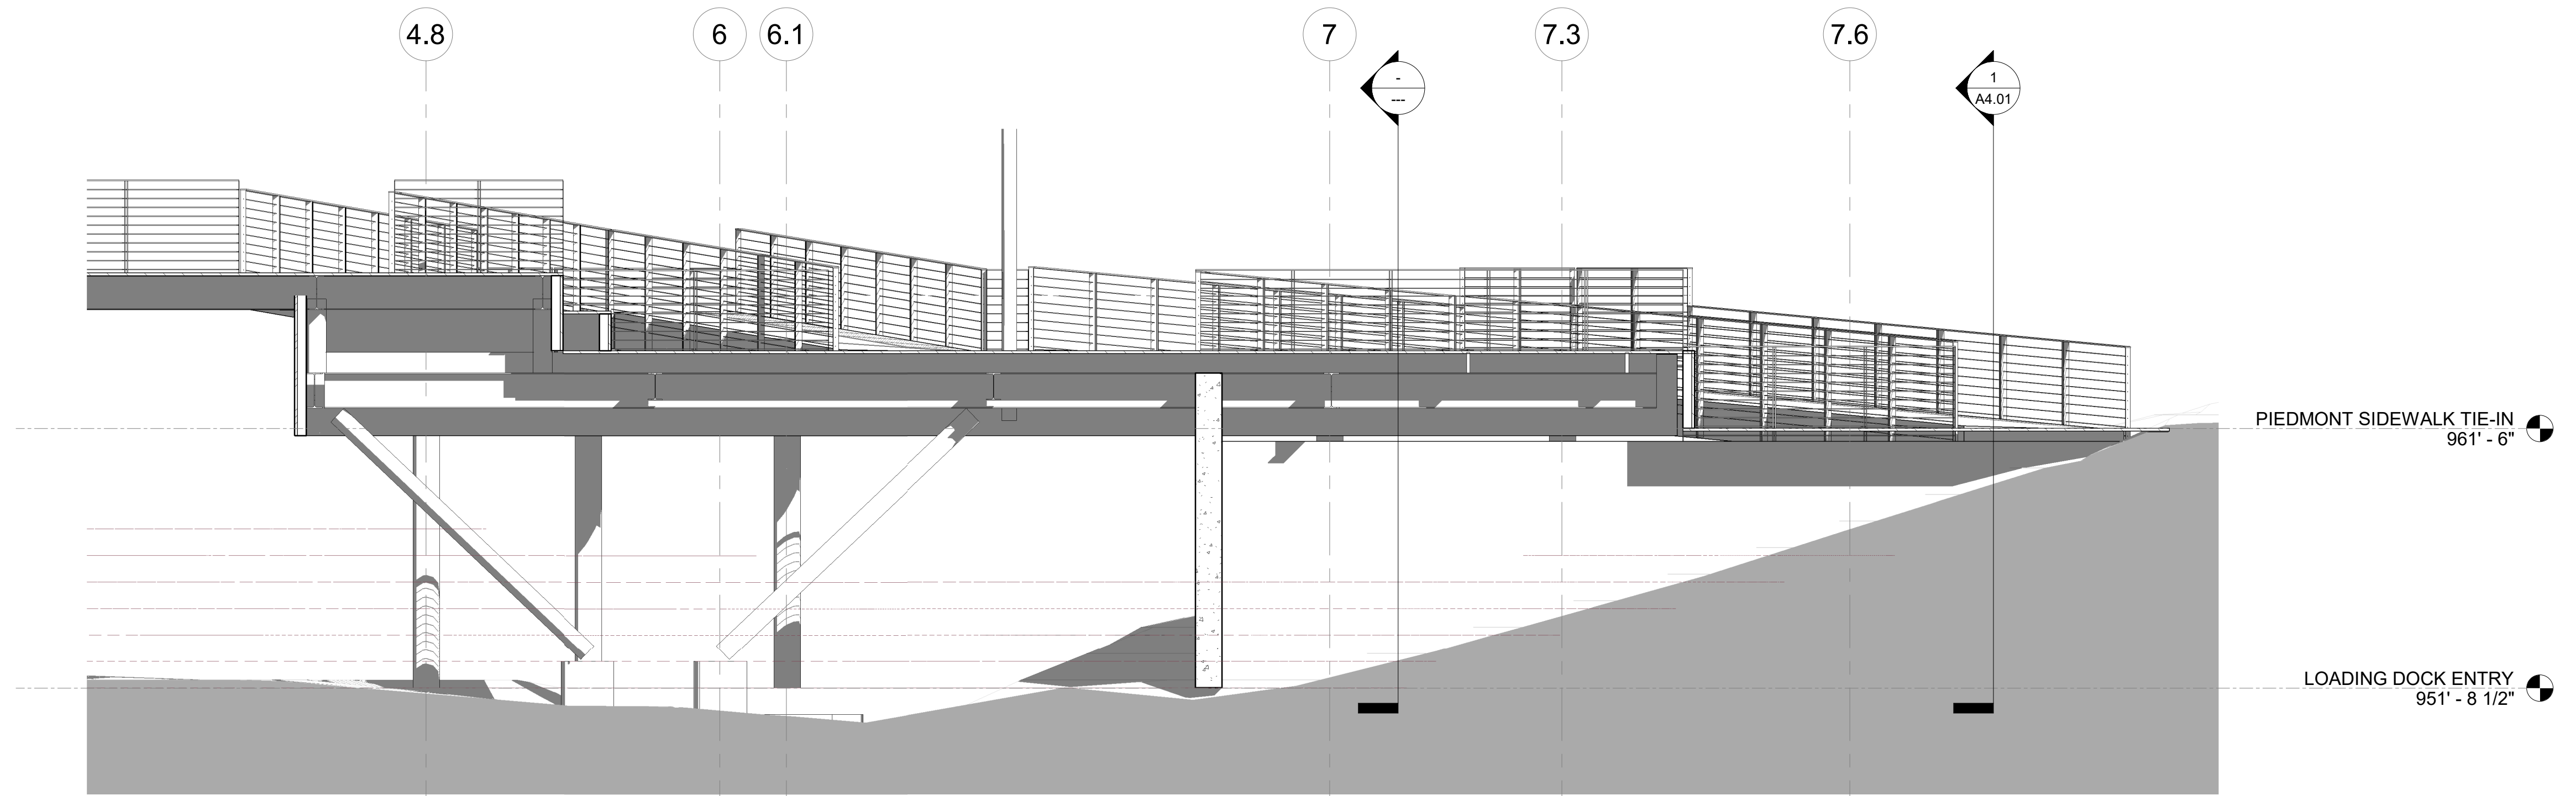 4.8
6
6.1
7
7.3
7.6
-
---
1
A4.01
PIEDMONT SIDEWALK TIE-IN
961' - 6"
LOADING DOCK ENTRY
951' - 8 1/2"